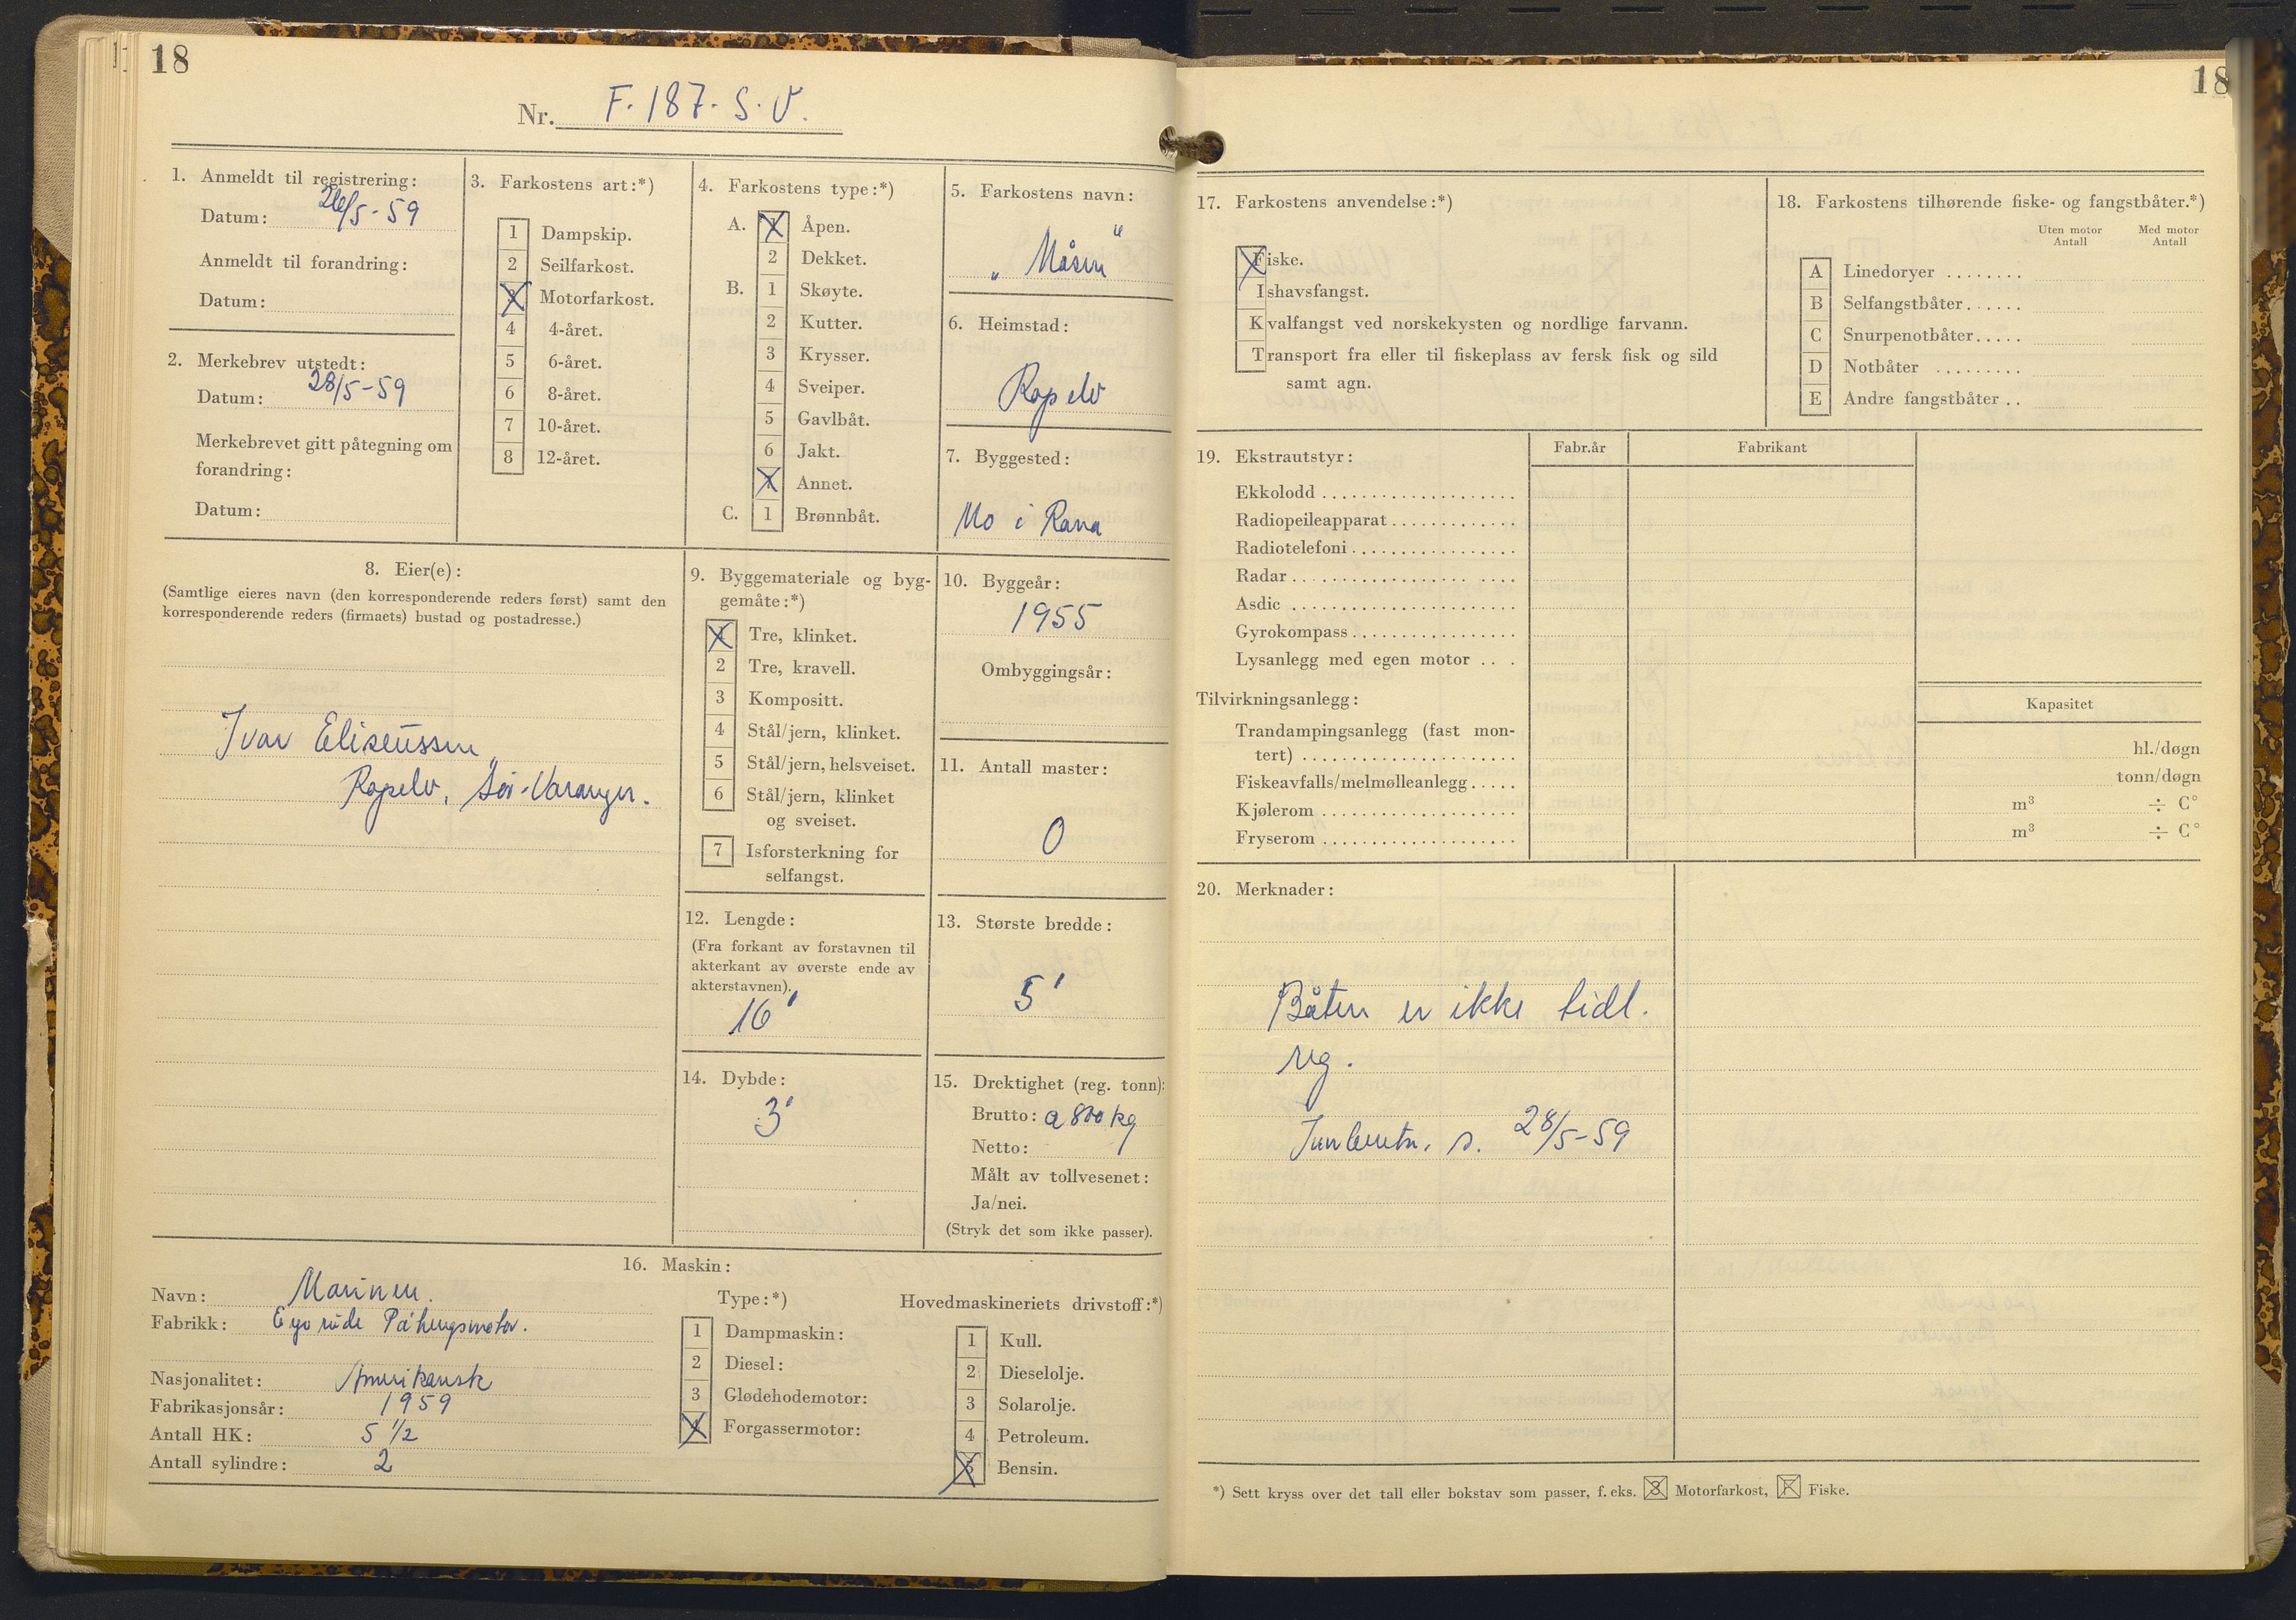 18
Nr. F. 187. S. V.
1. Anmeldt til registrering:
Datum: 26/5-59
Anmeldt til forandring:
Datum:
2. Merkebrev utstedt:
Datum: 28/5-59
Merkebrevet gitt påtegning om
forandring:
Datum:
3. Farkostens art:*)
1 Dampskip.
2 Seilfarkost.
3 Motorfarkost.
4 4-året.
5 6-året.
6 8-året.
7 10-året.
8 12-året.
4. Farkostens type:*)
A. 1 Åpen.
2 Dekket.
B. 1 Skøyte.
2 Kutter.
3 Krysser.
4 Sveiper.
5 Gavlbåt.
6 Jakt.
7 Annet.
C. 1 Brønnbåt.
5. Farkostens navn:
„Måsen"
6. Heimstad:
Ropelv
7. Byggested:
Mo i Rana
8. Eier(e):
(Samtlige eieres navn (den korresponderende reders først) samt den
korresponderende reders (firmaets) bustad og postadresse.)
Ivar Eliseussen
Ropelv, Sør-Varanger.
9. Byggemateriale og byg-
gemåte:*)
1 Tre, klinket.
2 Tre, kravell.
3 Kompositt.
4 Stål/jern, klinket.
5 Stål/jern, helsveiset.
6 Stål/jern, klinket
og sveiset.
7 Isforsterkning for
selfangst.
10. Byggeår:
1955
Ombyggingsår:
11. Antall master:
0
12. Lengde:
(Fra forkant av forstavnen til
akterkant av øverste ende av
akterstavnen).
16'
13. Største bredde:
5'
14. Dybde:
3'
15. Drektighet (reg. tonn):
Brutto: a 800 kg
Netto:
Målt av tollvesenet:
Ja/nei.
(Stryk det som ikke passer).
16. Maskin:
Navn: Mariner.
Fabrikk: Påhengsmotor.
Nasjonalitet: Amerikansk
Fabrikasjonsår: 1959
Antall HK: 5 1/2
Antall sylindre: 2
Type:*)
1 Dampmaskin:
2 Diesel:
3 Glødehodemotor:
4 Forgassermotor:
Hovedmaskineriets drivstoff:*)
1 Kull.
2 Dieselolje.
3 Solarolje.
4 Petroleum.
5 Bensin.
18
17. Farkostens anvendelse:*)
Fiske.
Ishavsfangst.
Kvalfangst ved norskekysten og nordlige farvann.
Transport fra eller til fiskeplass av fersk fisk og sild
samt agn.
18. Farkostens tilhørende fiske- og fangstbåter.*)
Uten motor Med motor
Antall Antall
A Linedoryer ........
B Selfangstbåter......
C Snurpenotbåter.....
D Notbåter .........
E Andre fangstbåter ..
19. Ekstrautstyr:
Fabr.år Fabrikant
Ekkolodd
Radiopeileapparat
Radiotelefoni
Radar
Asdic
Gyrokompass
Lysanlegg med egen motor
Tilvirkningsanlegg:
Kapasitet
Trandampingsanlegg (fast mon-
tert) hl./døgn
Fiskeavfalls/melmølleanlegg..... tonn/døgn
Kjølerom m³ ÷ C°
Fryserom m³ ÷ C°
20. Merknader:
Båten er ikke tidl.
reg.
s. 28/5-59
*) Sett kryss over det tall eller bokstav som passer, f. eks. 3 Motorfarkost, F Fiske.